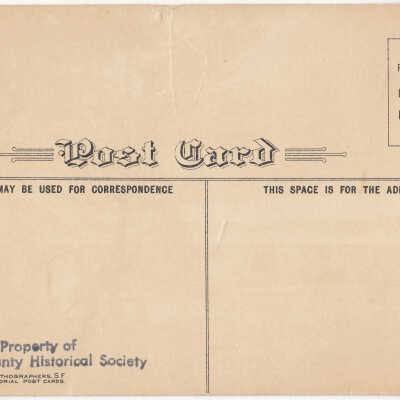 Post Card
MAY BE USED FOR CORRESPONDENCE
THIS SPACE IS FOR THE AD
Property of
nty Historical Society
THOGRAPHERS, S.F.
ORIAL POST CARDS.